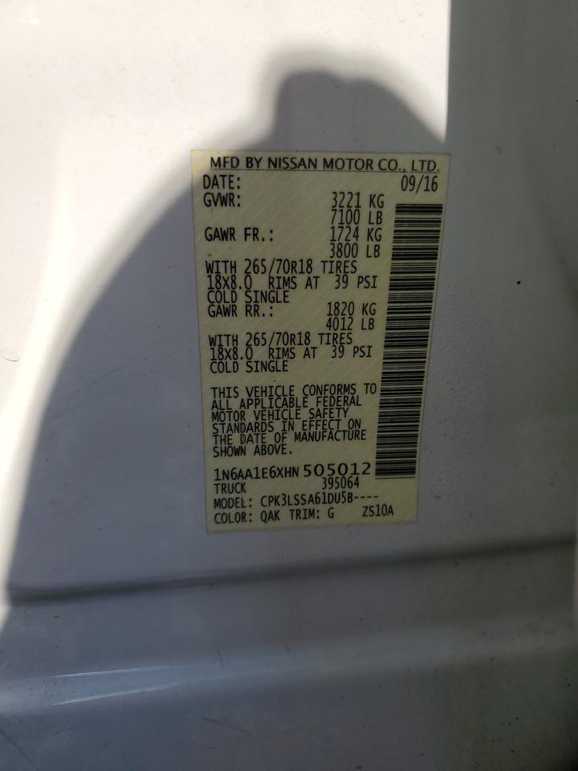 MFD BY NISSAN MOTOR CO., LTD.
DATE: 09/16
GVWR: 3221 KG
7100 LB
GAWR FR.: 1724 KG
3800 LB
WITH 265/70R18 TIRES
18X8.0 RIMS AT 39 PSI
COLD SINGLE
GAWR RR.: 1820 KG
4012 LB
WITH 265/70R18 TIRES
18X8.0 RIMS AT 39 PSI
COLD SINGLE
THIS VEHICLE CONFORMS TO
ALL APPLICABLE FEDERAL
MOTOR VEHICLE SAFETY
STANDARDS IN EFFECT ON
THE DATE OF MANUFACTURE
SHOWN ABOVE.
1N6AA1E6XHN505012
TRUCK 395064
MODEL: CPK3LSSA61DU5B----
COLOR: QAK TRIM: G ZS10A